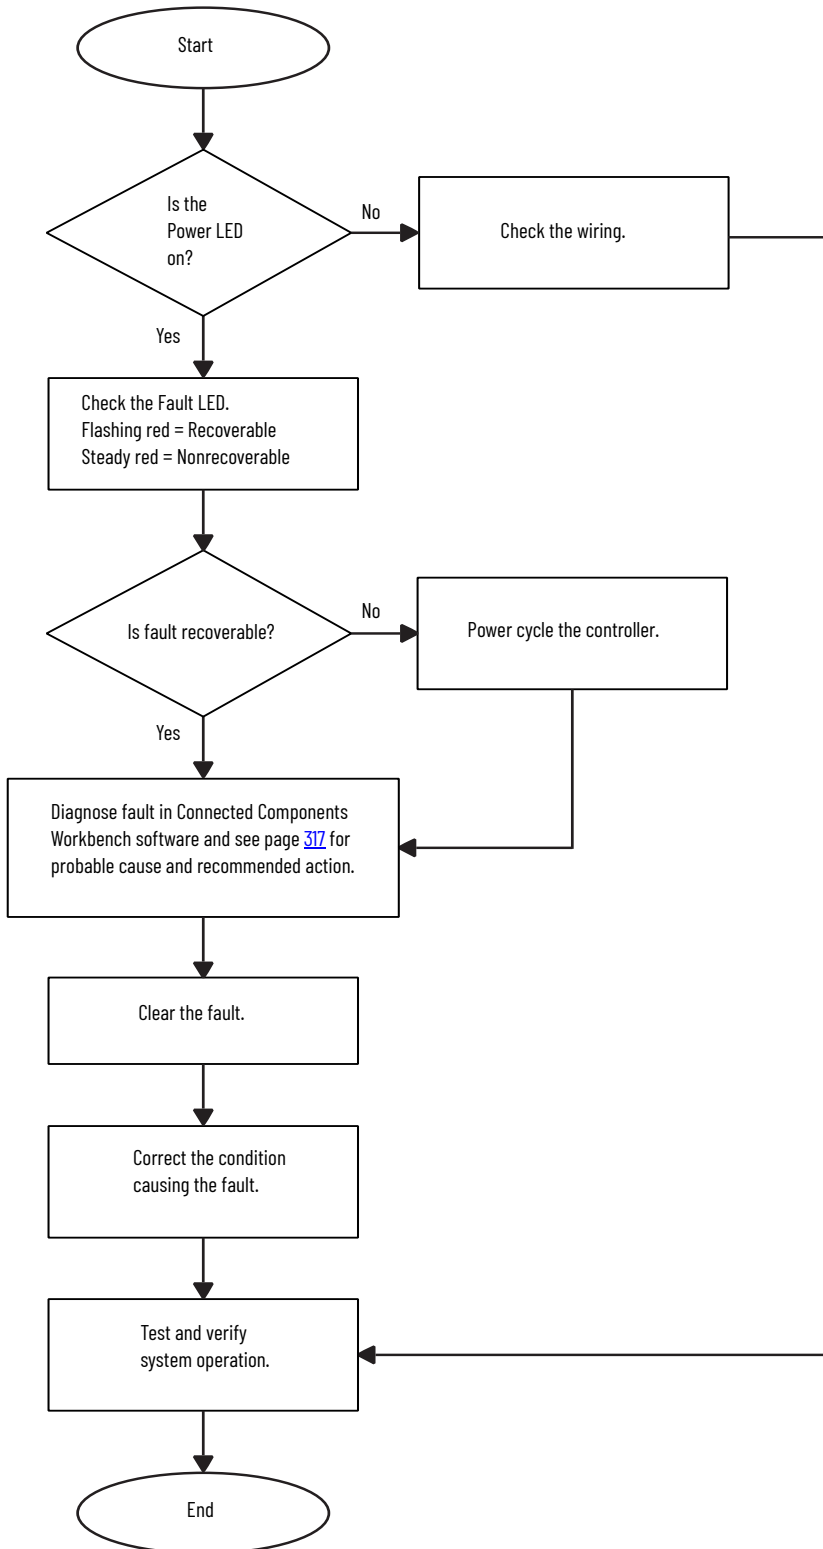 Start
Is the
Power LED
on?
No
Check the wiring.
Yes
Check the Fault LED.
Flashing red = Recoverable
Steady red = Nonrecoverable
Is fault recoverable?
No
Power cycle the controller.
Yes
Diagnose fault in Connected Components
Workbench software and see page 317 for
probable cause and recommended action.
Clear the fault.
Correct the condition
causing the fault.
Test and verify
system operation.
End